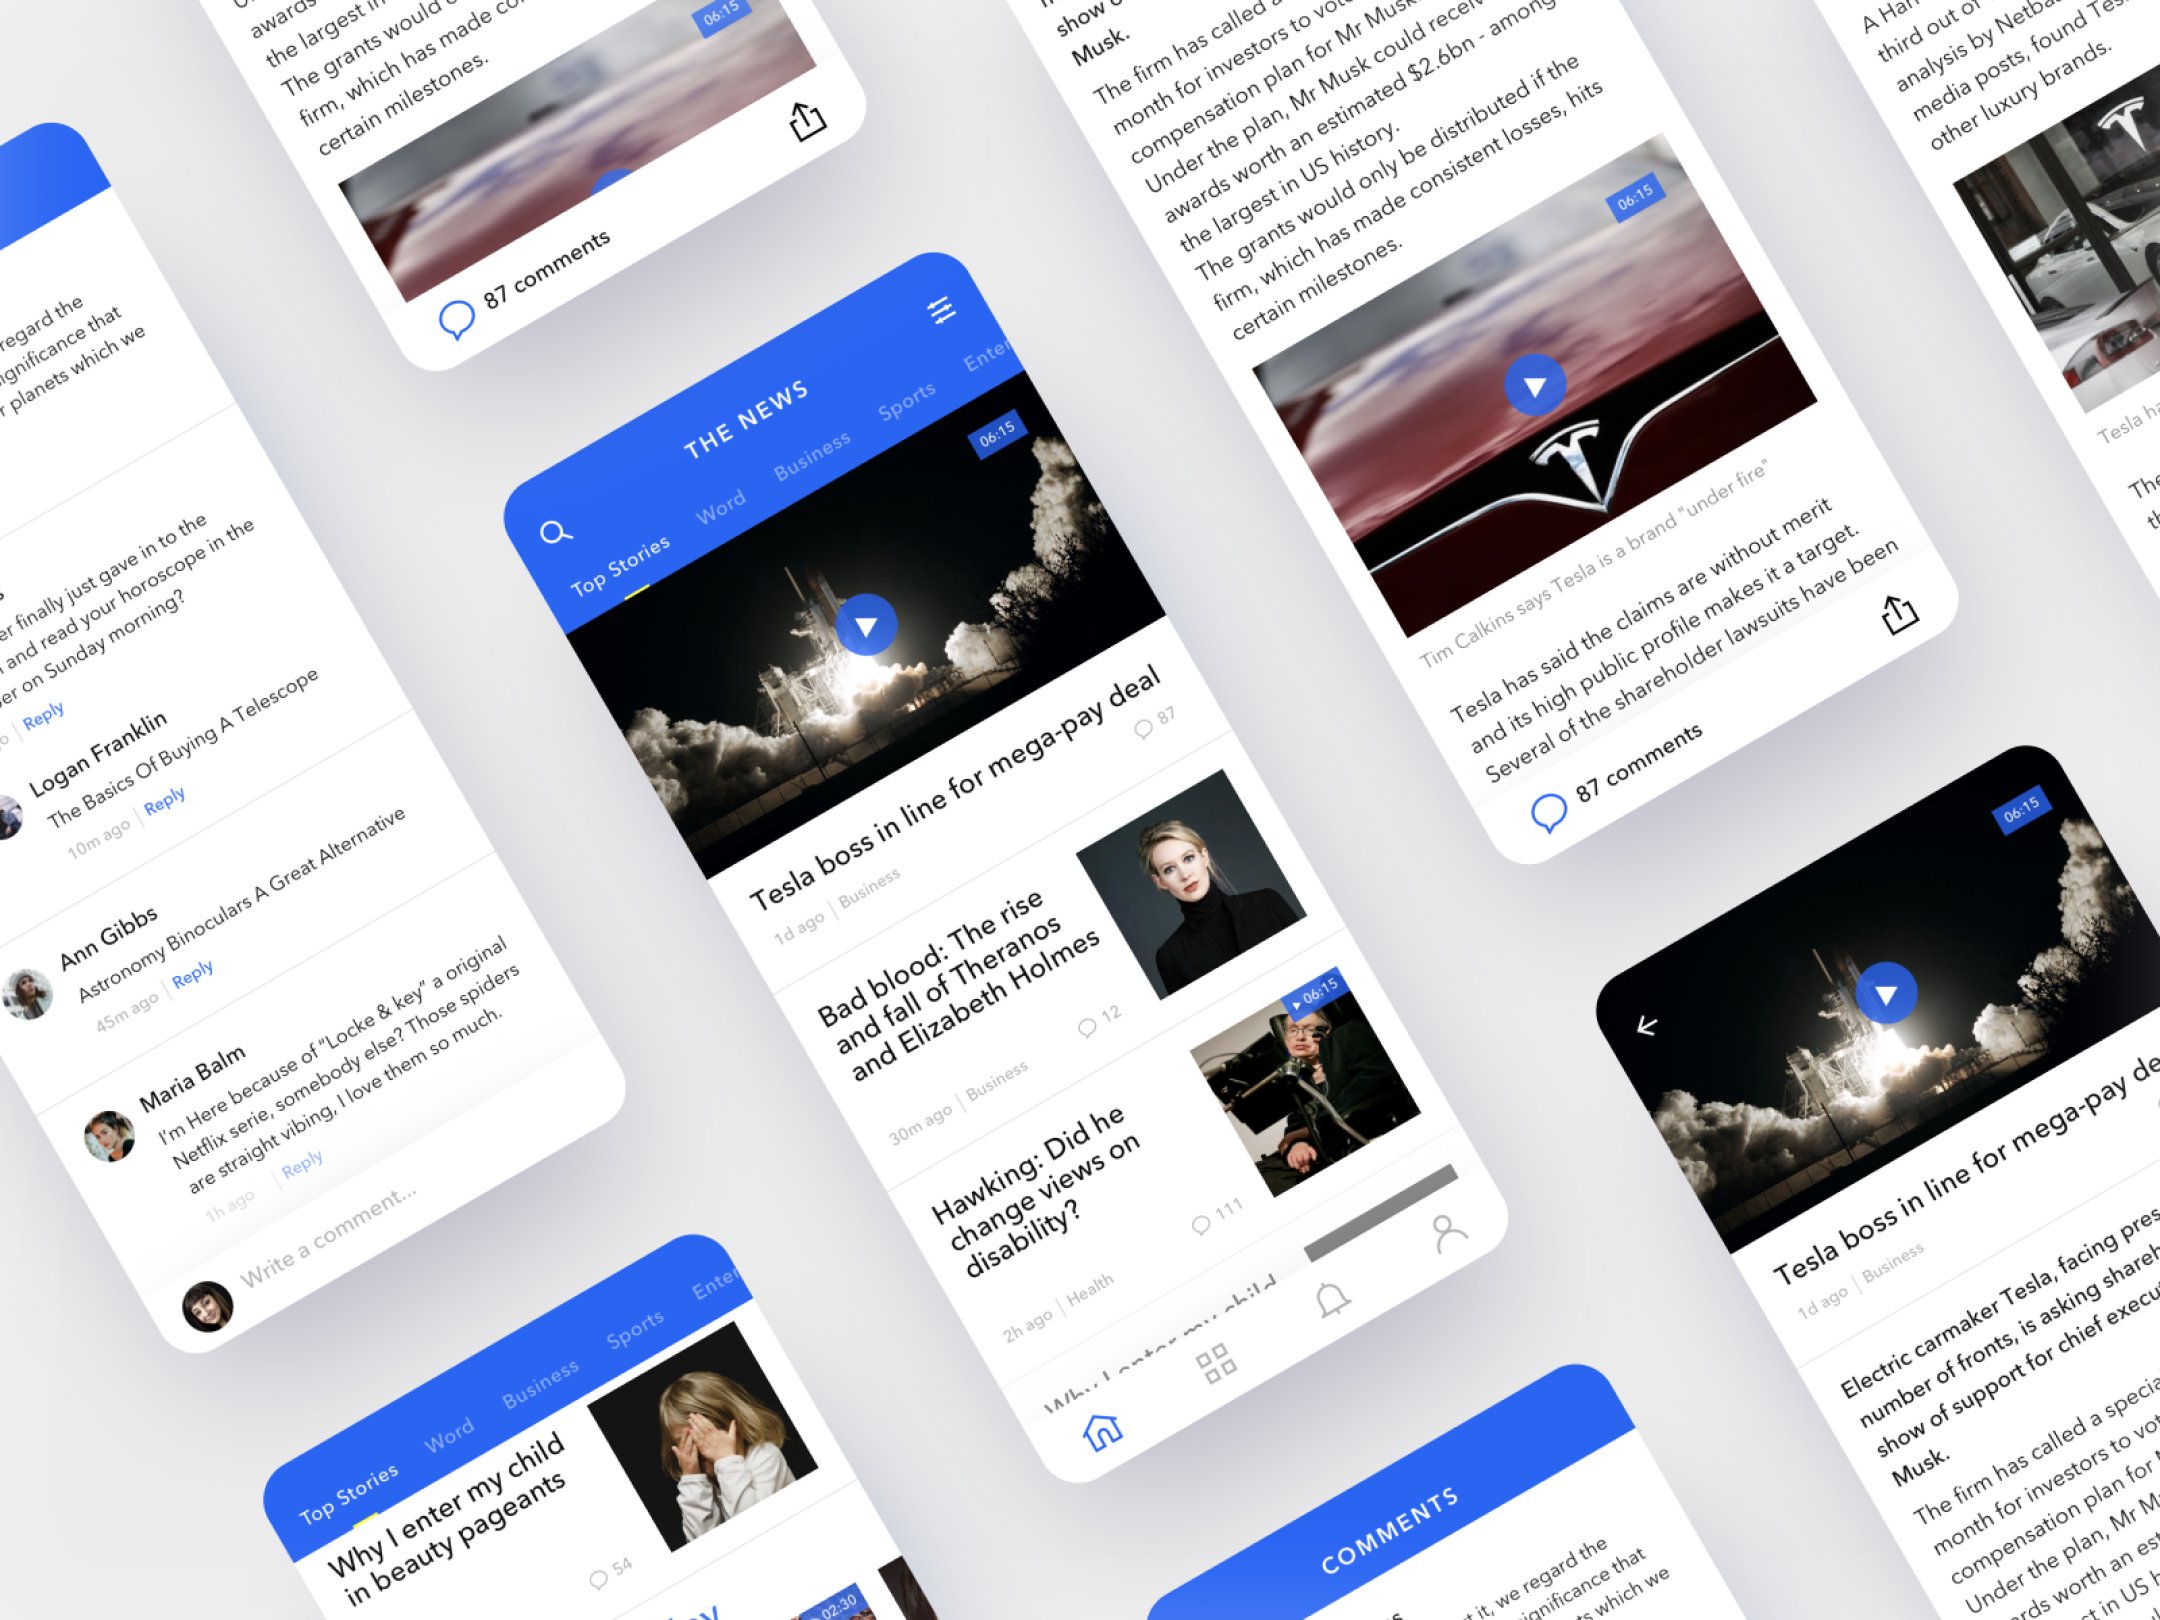 awards
the largest in
The grants would
firm, which has made
certain milestones.
06:15
87 comments
show
Musk.
The firm has called a
month for investors to vote
compensation plan for Mr Musk.
Under the plan, Mr Musk could receive
awards worth an estimated $2.6bn - among
the largest in US history.
The grants would only be distributed if the
firm, which has made consistent losses, hits
certain milestones.
06:15
Tim Calkins says Tesla is a brand "under fire"
Tesla has said the claims are without merit
and its high public profile makes it a target.
Several of the shareholder lawsuits have been
87 comments
third out of
analysis by
media posts, found
other luxury brands.
Tesla
regard the
significance that
planets which we
finally just gave in to the
and read your horoscope in the
on Sunday morning?
Reply
Logan Franklin
The Basics Of Buying A Telescope
10m ago | Reply
Ann Gibbs
Astronomy Binoculars A Great Alternative
45m ago | Reply
Maria Balm
I'm Here because of "Locke & key" a original
Netflix serie, somebody else? Those spiders
are straight vibing, I love them so much.
1h ago | Reply
Write a comment...
THE NEWS
Top Stories Word Business Sports Enter
06:15
Tesla boss in line for mega-pay deal
1d ago | Business 87
Bad blood: The rise
and fall of Theranos
and Elizabeth Holmes
30m ago | Business 12
06:15
Hawking: Did he
change views on
disability?
2h ago | Health 111
Why I enter my child
Top Stories Word Business Sports Enter
Why I enter my child
in beauty pageants
54
02:30
COMMENTS
it, we regard the
significance that
which we
06:15
Tesla boss in line for mega-pay
1d ago | Business
Electric carmaker Tesla, facing
number of fronts, is asking
show of support for chief
Musk.
The firm has called a
month for investors to
compensation plan for
Under the plan, Mr
worth an
in US